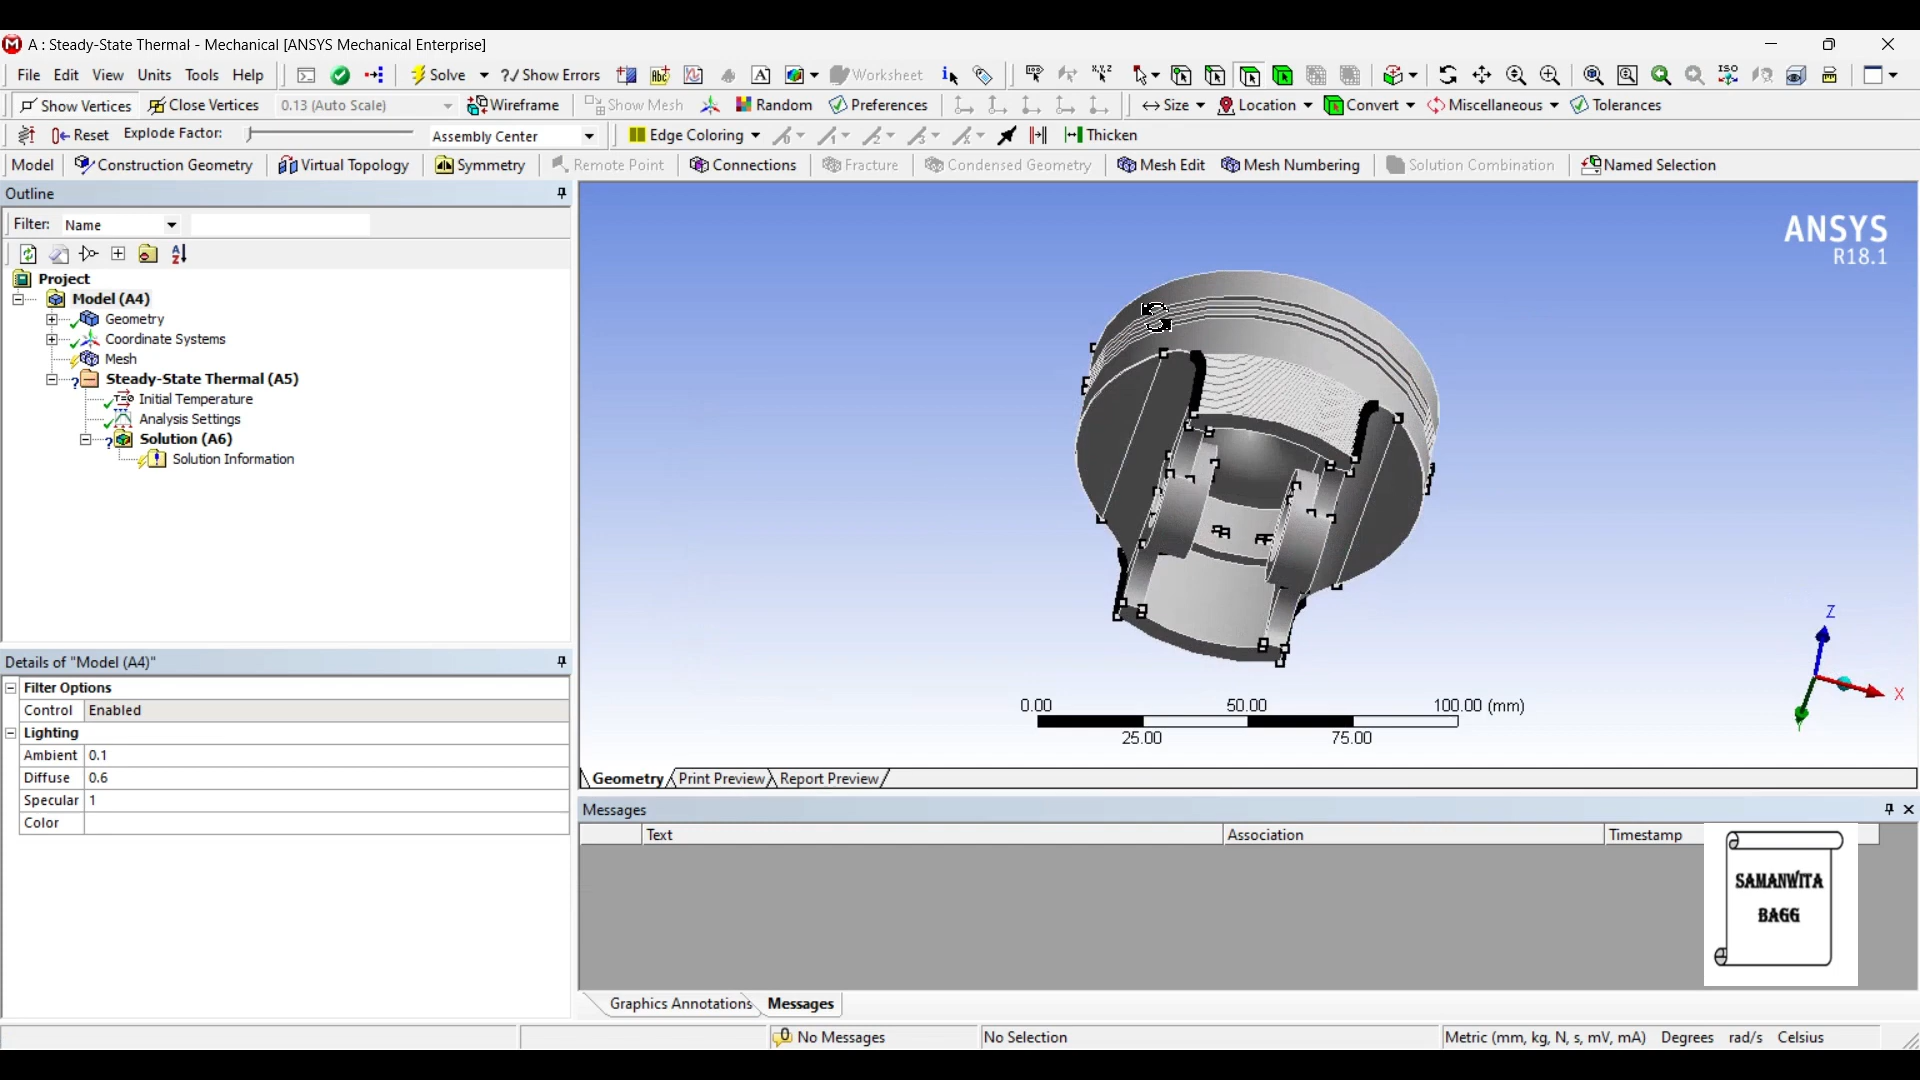 A : Steady-State Thermal - Mechanical [ANSYS Mechanical Enterprise]
File Edit View Units Tools Help Solve ?/ Show Errors Worksheet
Show Vertices Close Vertices 0.13 (Auto Scale) Wireframe Show Mesh Random Preferences Size Location Convert Miscellaneous Tolerances
Reset Explode Factor: Assembly Center Edge Coloring Thicken
Model Construction Geometry Virtual Topology Symmetry Remote Point Connections Fracture Condensed Geometry Mesh Edit Mesh Numbering Solution Combination Named Selection
Outline
Filter: Name
Project
Model (A4)
Geometry
Coordinate Systems
Mesh
Steady-State Thermal (A5)
Initial Temperature
Analysis Settings
Solution (A6)
Solution Information
Details of "Model (A4)"
Filter Options
Control Enabled
Lighting
Ambient 0.1
Diffuse 0.6
Specular 1
Color
ANSYS
R18.1
Z
X
Y
0.00 50.00 100.00 (mm)
25.00 75.00
Geometry Print Preview Report Preview
Messages
Text Association Timestamp
SAMANWITA
BAGG
Graphics Annotations Messages
No Messages No Selection Metric (mm, kg, N, s, mV, mA) Degrees rad/s Celsius